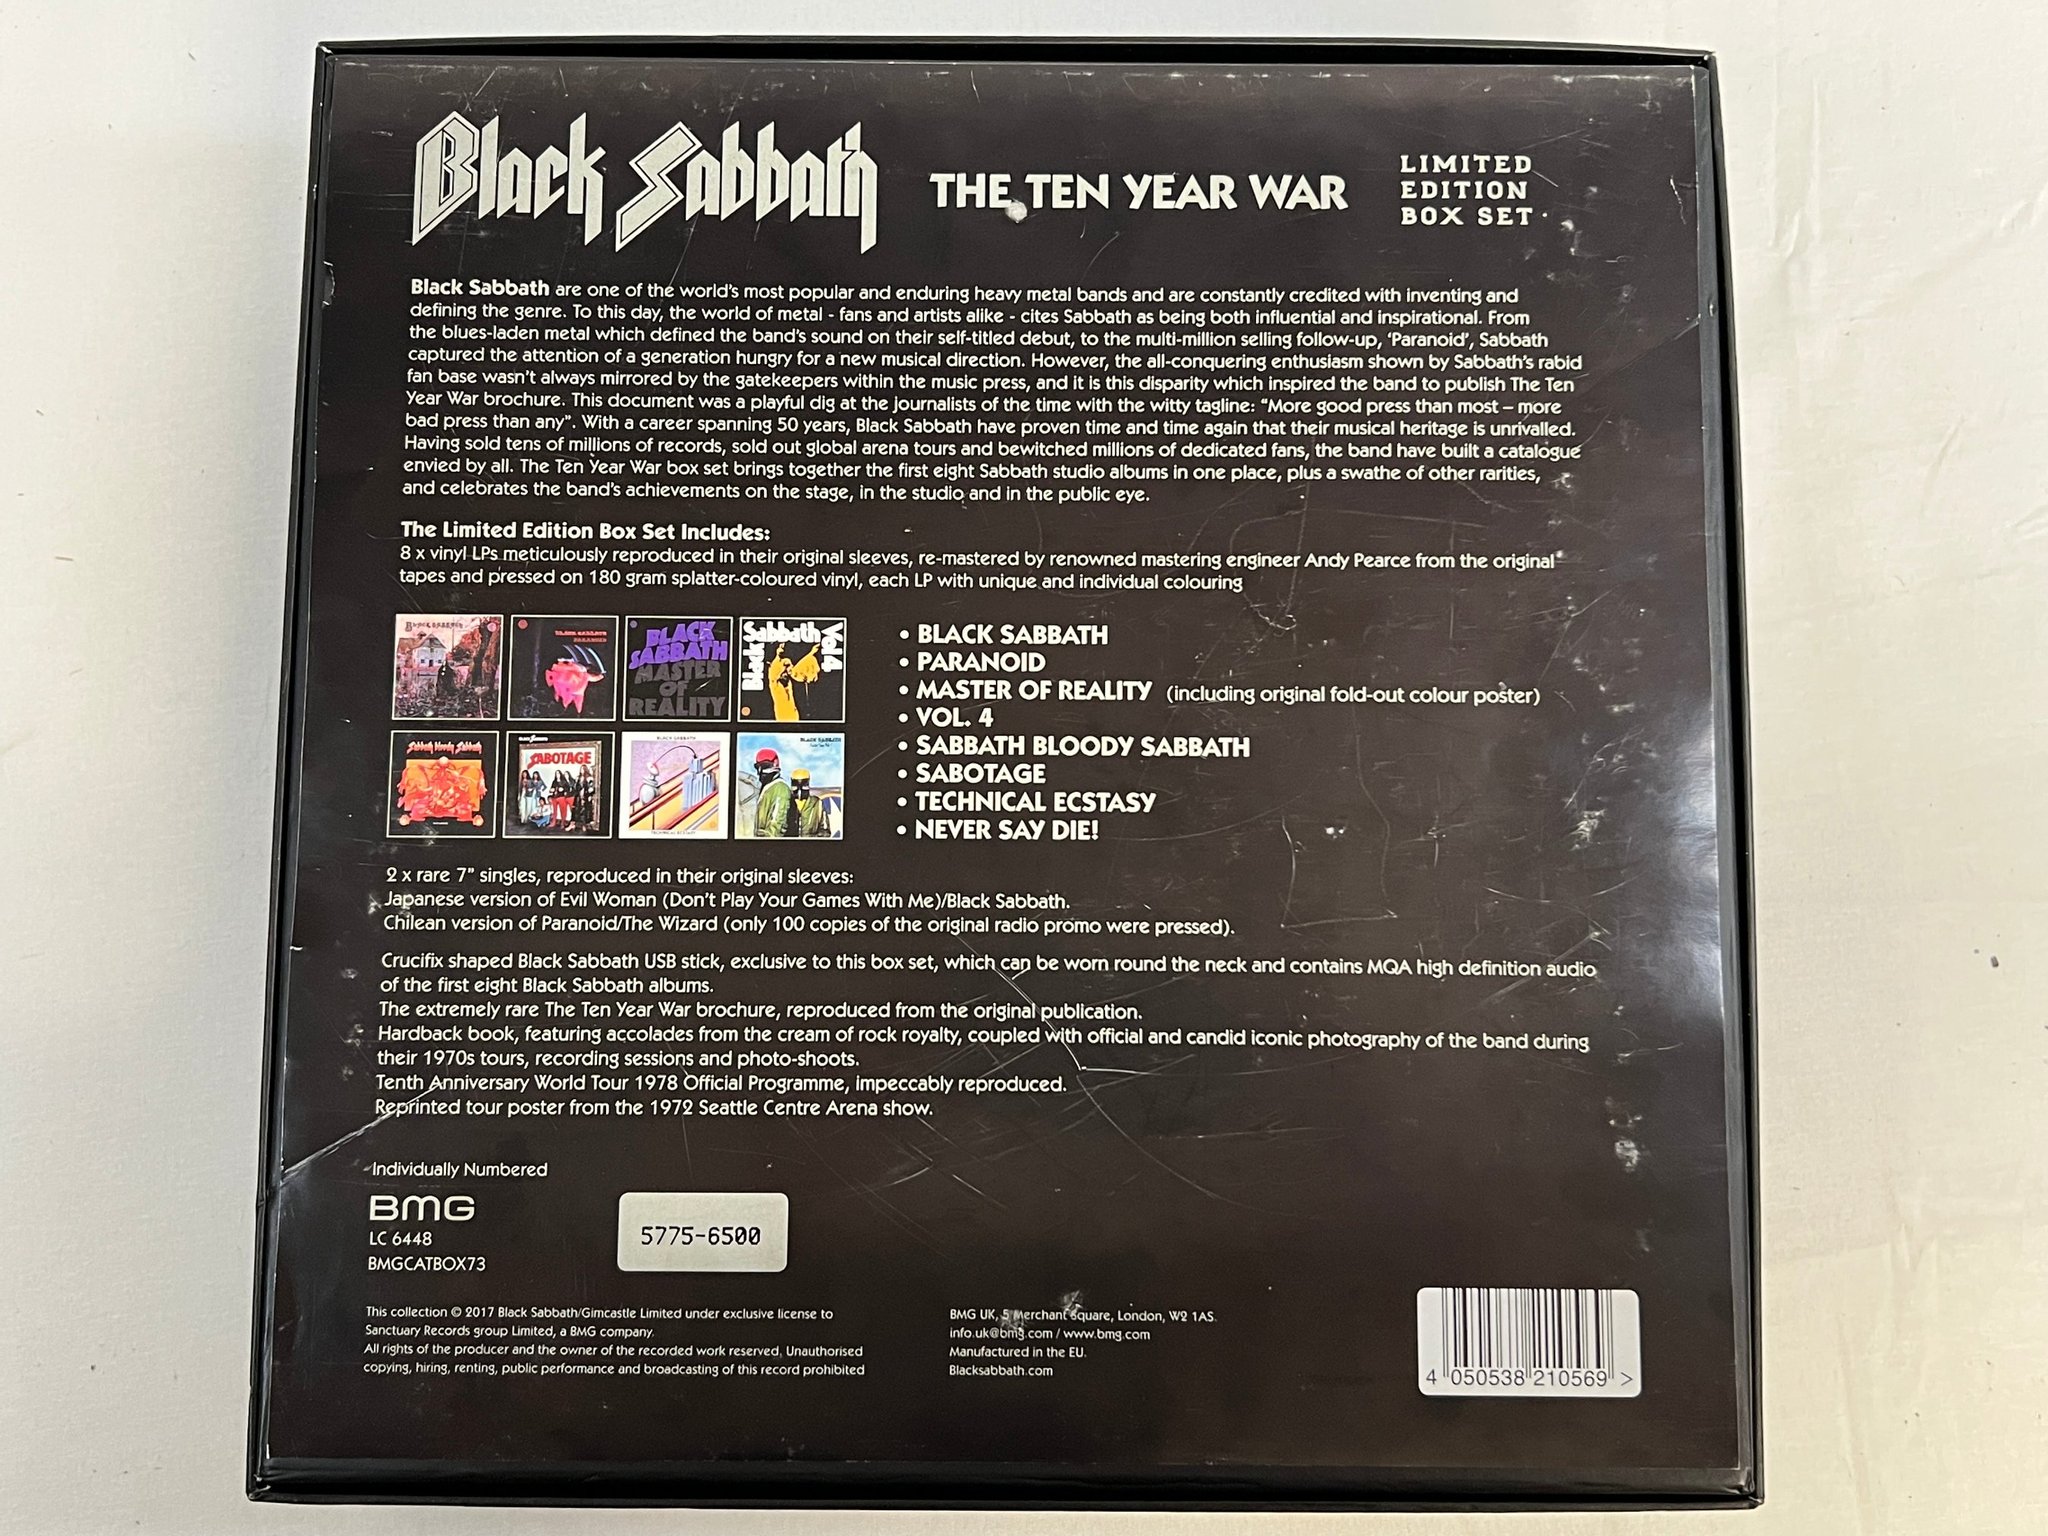 Black Sabbath
THE TEN YEAR WAR
LIMITED
EDITION
BOX SET
Black Sabbath are one of the world's most popular and enduring heavy metal bands and are constantly credited with inventing and
defining the genre. To this day, the world of metal - fans and artists alike - cites Sabbath as being both influential and inspirational. From
the blues-laden metal which defined the band's sound on their self-titled debut, to the multi-million selling follow-up, 'Paranoid', Sabbath
captured the attention of a generation hungry for a new musical direction. However, the all-conquering enthusiasm shown by Sabbath's rabid
fan base wasn't always mirrored by the gatekeepers within the music press, and it is this disparity which inspired the band to publish The Ten
Year War brochure. This document was a playful dig at the journalists of the time with the witty tagline: "More good press than most – more
bad press than any". With a career spanning 50 years, Black Sabbath have proven time and time again that their musical heritage is unrivalled.
Having sold tens of millions of records, sold out global arena tours and bewitched millions of dedicated fans, the band have built a catalogue
envied by all. The Ten Year War box set brings together the first eight Sabbath studio albums in one place, plus a swathe of other rarities,
and celebrates the band's achievements on the stage, in the studio and in the public eye.
The Limited Edition Box Set Includes:
8 x vinyl LPs meticulously reproduced in their original sleeves, re-mastered by renowned mastering engineer Andy Pearce from the original
tapes and pressed on 180 gram splatter-coloured vinyl, each LP with unique and individual colouring
BLACK SABBATH
BLACK SABBATH
PARANOID
BLACK
SABBATH
MASTER
OF
REALITY
Black
Sabbath
Vol 4
Sabbath bloody Sabbath
BLACK SABBATH
SABOTAGE
BLACK SABBATH
TECHNICAL ECSTASY
BLACK SABBATH
• BLACK SABBATH
• PARANOID
• MASTER OF REALITY (including original fold-out colour poster)
• VOL. 4
• SABBATH BLOODY SABBATH
• SABOTAGE
• TECHNICAL ECSTASY
• NEVER SAY DIE!
2 x rare 7" singles, reproduced in their original sleeves:
Japanese version of Evil Woman (Don't Play Your Games With Me)/Black Sabbath.
Chilean version of Paranoid/The Wizard (only 100 copies of the original radio promo were pressed).
Crucifix shaped Black Sabbath USB stick, exclusive to this box set, which can be worn round the neck and contains MQA high definition audio
of the first eight Black Sabbath albums.
The extremely rare The Ten Year War brochure, reproduced from the original publication.
Hardback book, featuring accolades from the cream of rock royalty, coupled with official and candid iconic photography of the band during
their 1970s tours, recording sessions and photo-shoots.
Tenth Anniversary World Tour 1978 Official Programme, impeccably reproduced.
Reprinted tour poster from the 1972 Seattle Centre Arena show.
Individually Numbered
BMG
LC 6448
BMGCATBOX73
5775-6500
This collection © 2017 Black Sabbath/Gimcastle Limited under exclusive license to
Sanctuary Records group Limited, a BMG company.
All rights of the producer and the owner of the recorded work reserved. Unauthorised
copying, hiring, renting, public performance and broadcasting of this record prohibited
BMG UK, 5 Merchant Square, London, W2 1AS.
info.uk@bmg.com / www.bmg.com
Manufactured in the EU.
Blacksabbath.com
4 050538 210569 >